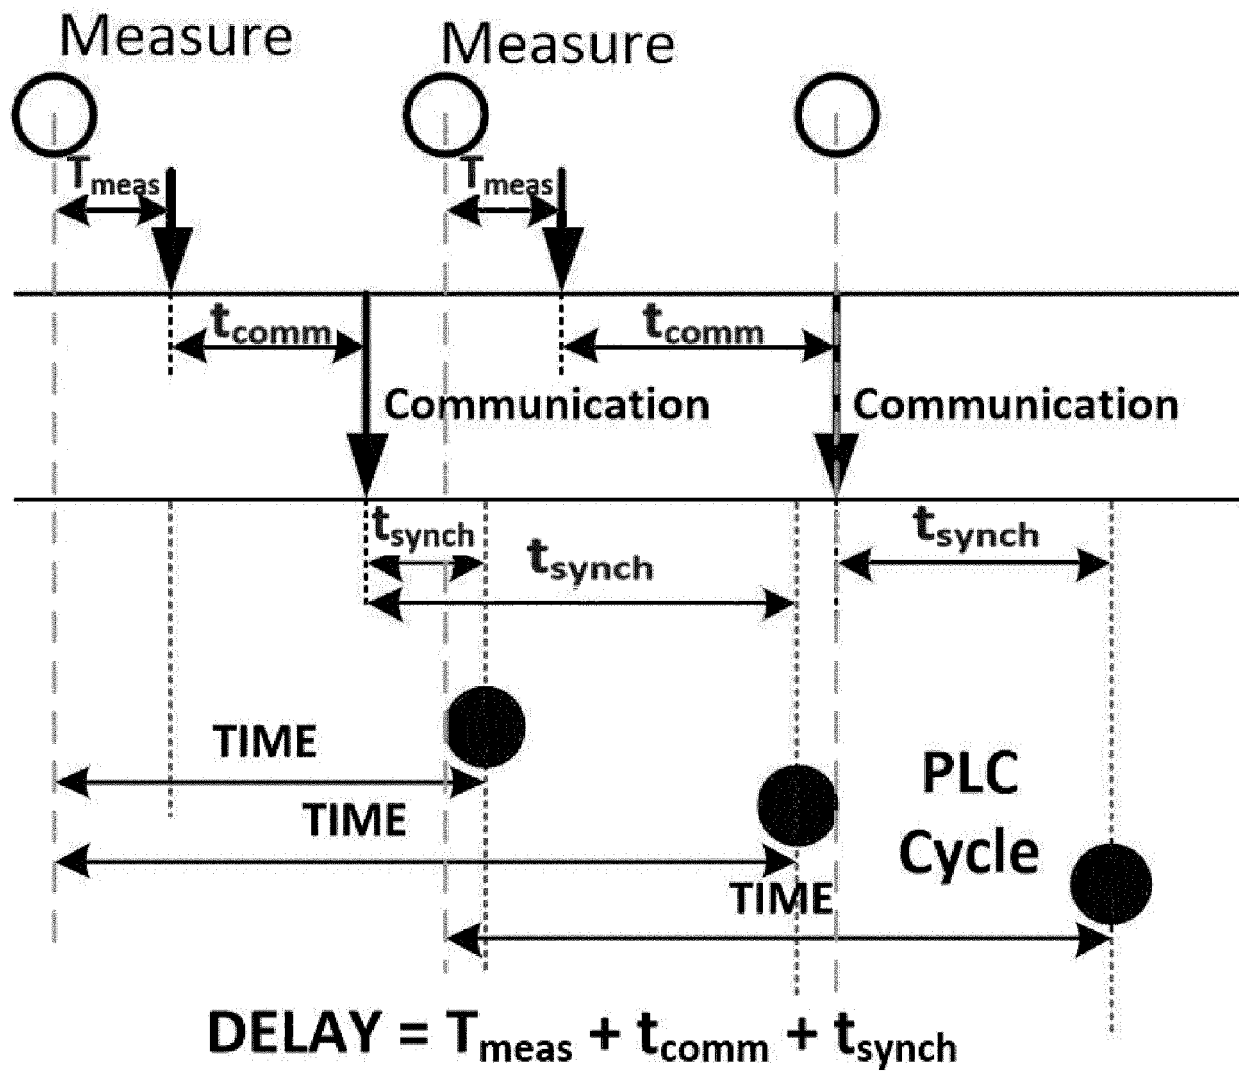 Measure
Measure
Tmeas
Tmeas
tcomm
tcomm
Communication
Communication
tsynch
tsynch
tsynch
TIME
TIME
PLC
Cycle
TIME
DELAY = Tmeas + tcomm + tsynch